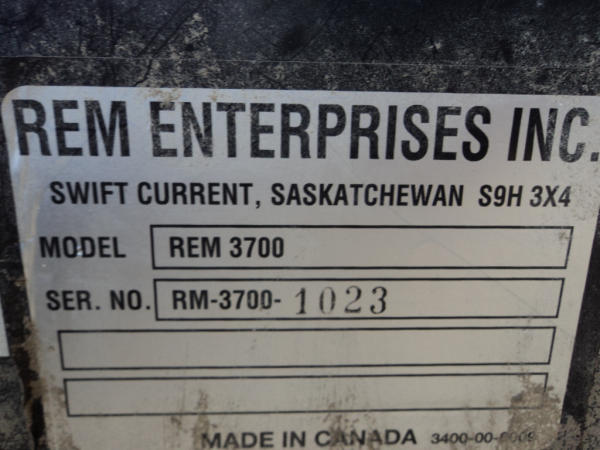 REM ENTERPRISES INC.
SWIFT CURRENT, SASKATCHEWAN S9H 3X4
MODEL REM 3700
SER. NO. RM-3700-1023
MADE IN CANADA